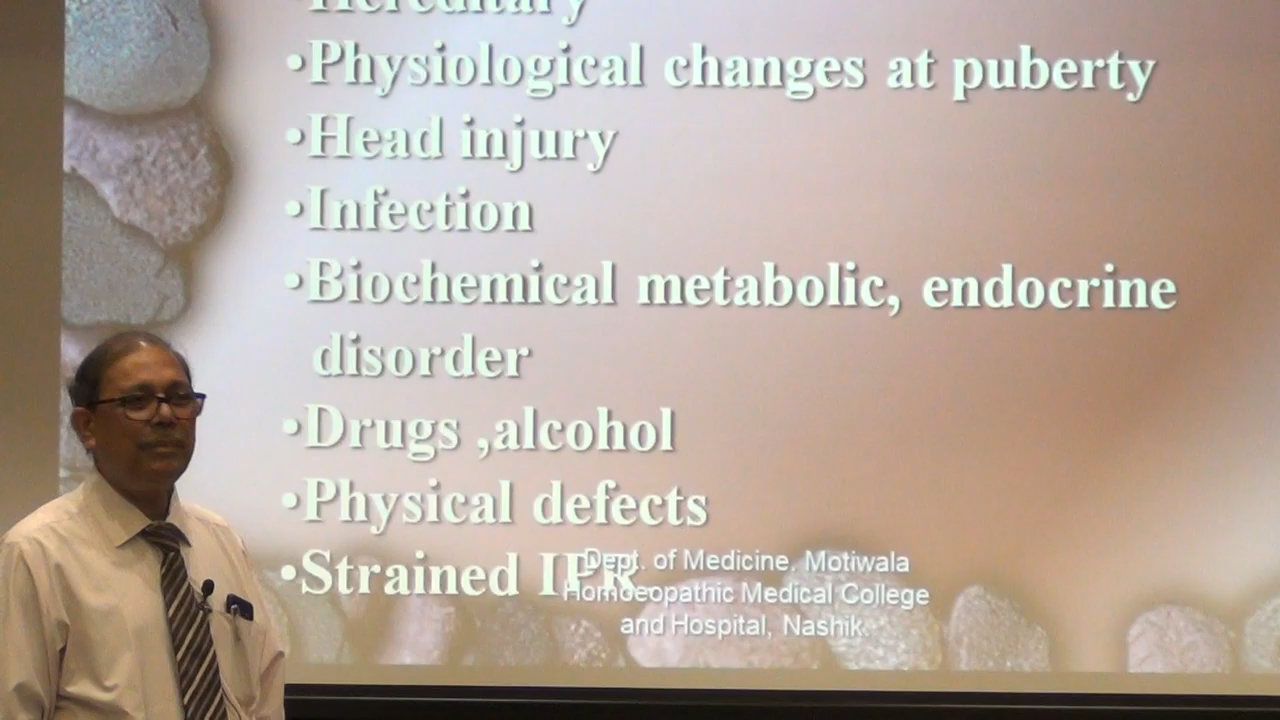 •Hereditary
•Physiological changes at puberty
•Head injury
•Infection
•Biochemical metabolic, endocrine
disorder
•Drugs ,alcohol
•Physical defects
•Strained IPR
Dept. of Medicine. Motiwala
Homoeopathic Medical College
and Hospital, Nashik.